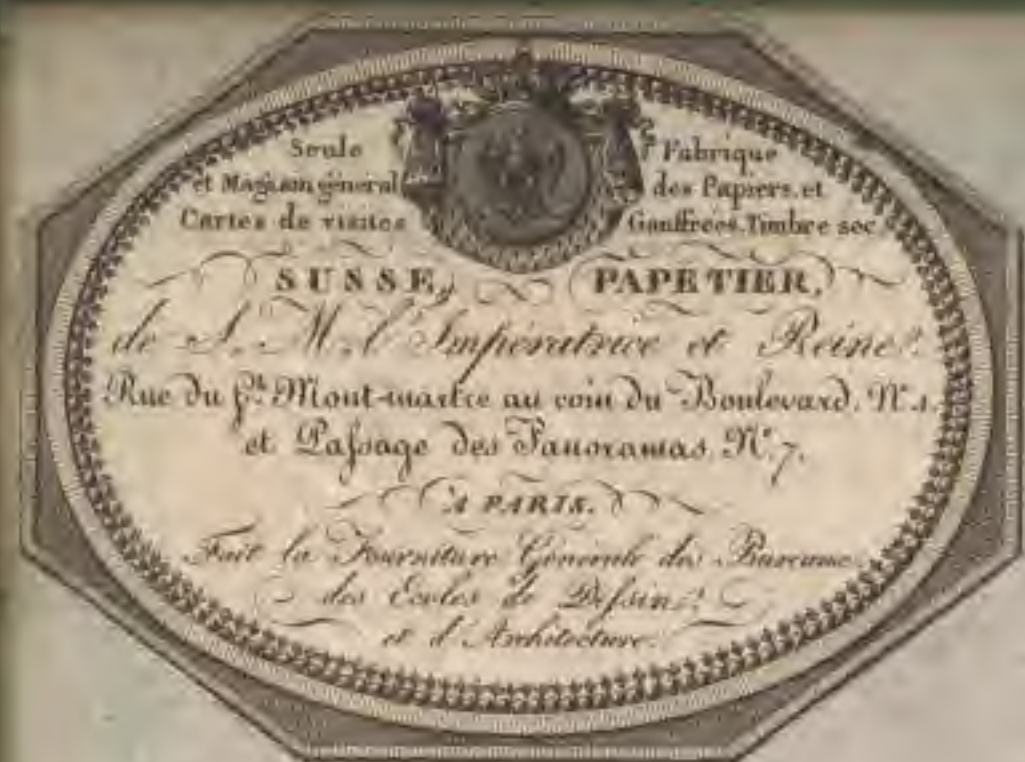 Seule Fabrique
et Magasin général des Papiers, et
Cartes de visites Gauffrées, Timbre sec
SUSSE, PAPETIER,
de S. M. l'Impératrice et Reine.
Rue du f.g Mont-martre au coin du Boulevard, N.º 1.
et Paſsage des Panoramas, N.º 7.
A PARIS.
Fait la Fourniture Générale des Bureaux
des Ecoles de Deſsin
et d'Architecture.